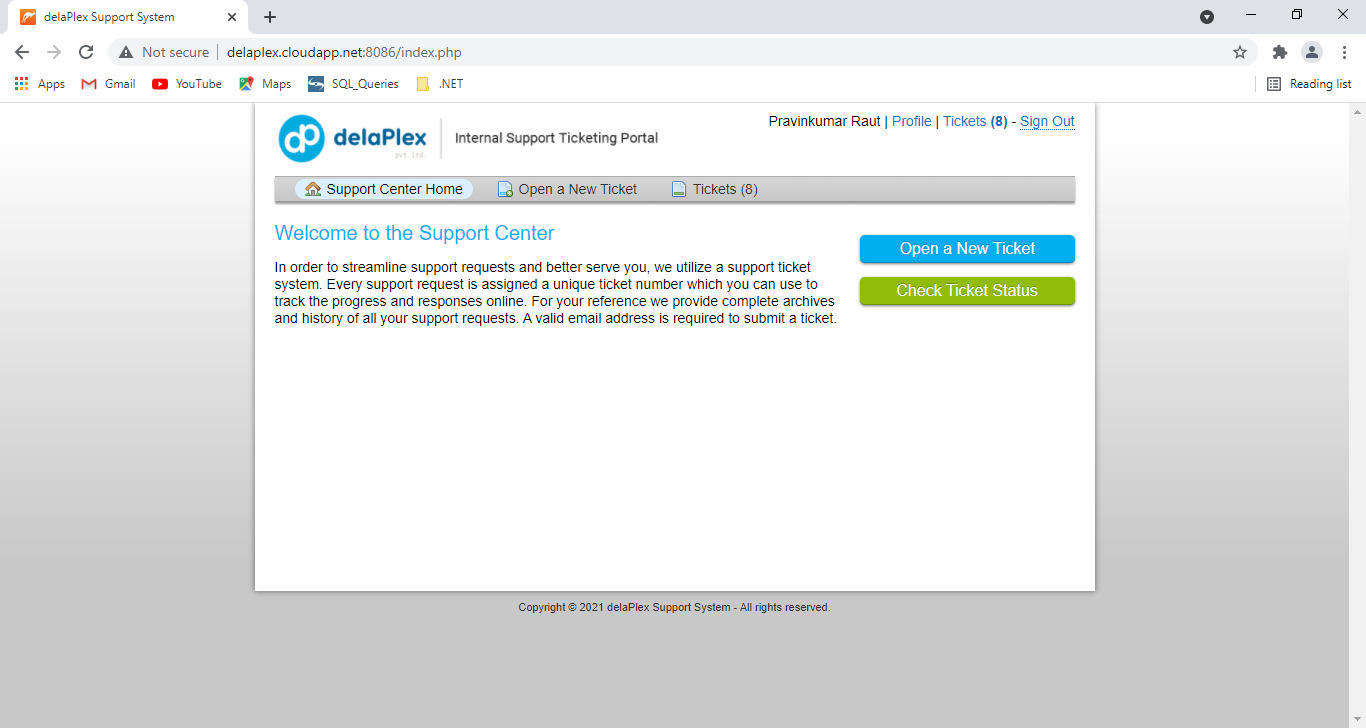 delaPlex Support System
Not secure
delaplex.cloudapp.net:8086/index.php
Apps
Gmail
YouTube
Maps
SQL_Queries
.NET
Reading list
dp delaPlex
pvt.ltd.
Internal Support Ticketing Portal
Pravinkumar Raut | Profile | Tickets (8) - Sign Out
Support Center Home
Open a New Ticket
Tickets (8)
Welcome to the Support Center
In order to streamline support requests and better serve you, we utilize a support ticket
system. Every support request is assigned a unique ticket number which you can use to
track the progress and responses online. For your reference we provide complete archives
and history of all your support requests. A valid email address is required to submit a ticket.
Open a New Ticket
Check Ticket Status
Copyright © 2021 delaPlex Support System - All rights reserved.